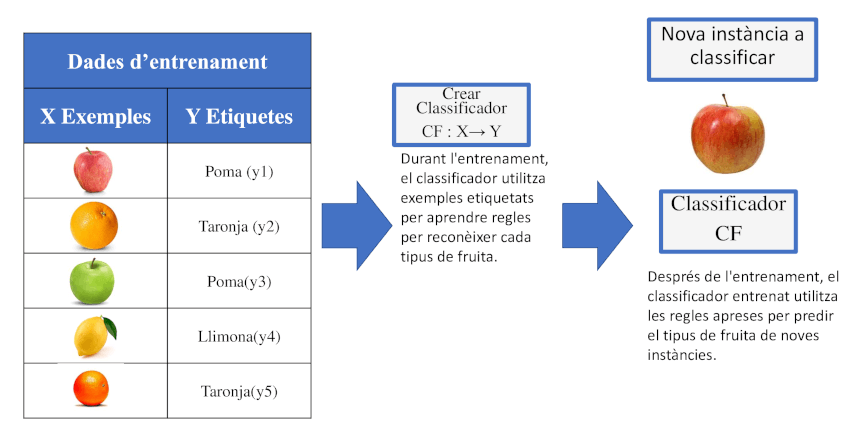 Dades d'entrenament
X Exemples
Y Etiquetes
Poma (y1)
Taronja (y2)
Poma(y3)
Llimona(y4)
Taronja(y5)
Crear
Classificador
CF : X→ Y
Durant l'entrenament,
el classificador utilitza
exemples etiquetats
per aprendre regles
per reconèixer cada
tipus de fruita.
Nova instància a
classificar
Classificador
CF
Després de l'entrenament, el
classificador entrenat utilitza
les regles apreses per predir
el tipus de fruita de noves
instàncies.